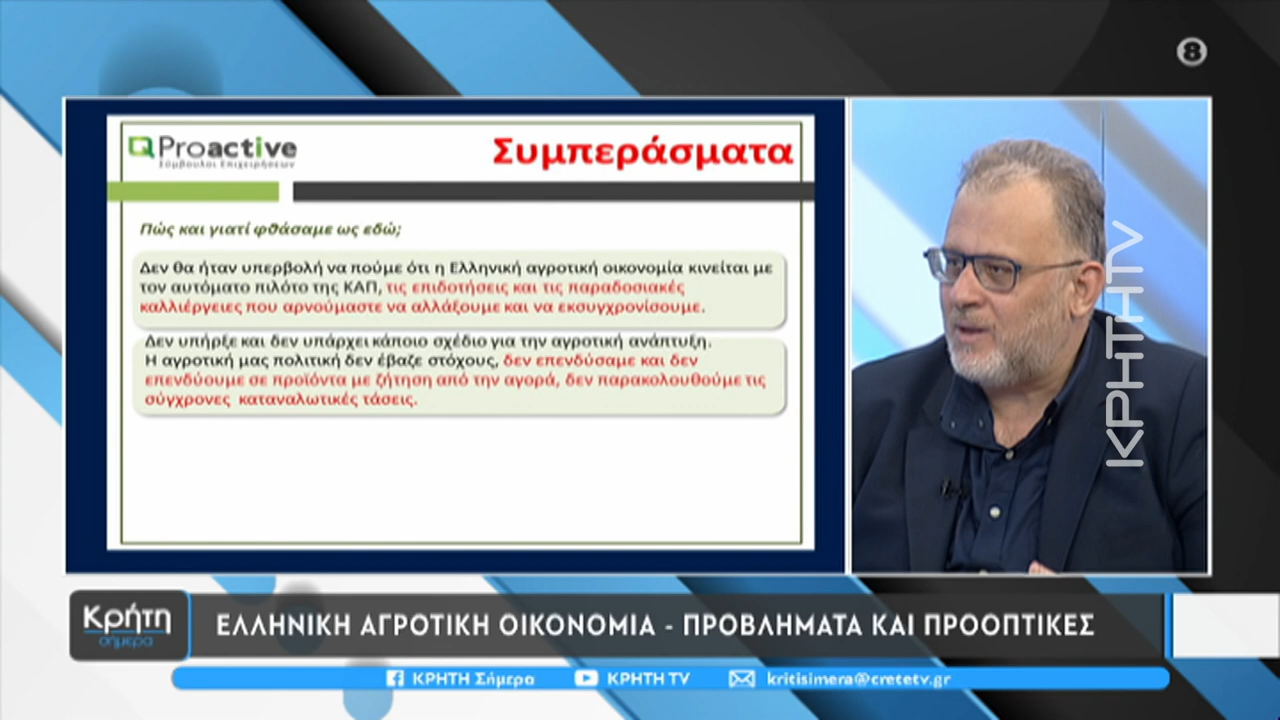 8
Proactive
Σύμβουλοι Επιχειρήσεων
Συμπεράσματα
Πώς και γιατί φθάσαμε ως εδώ;
Δεν θα ήταν υπερβολή να πούμε ότι η Ελληνική αγροτική οικονομία κινείται με
τον αυτόματο πιλότο της ΚΑΠ, τις επιδοτήσεις και τις παραδοσιακές
καλλιέργειες που αρνούμαστε να αλλάξουμε και να εκσυγχρονίσουμε.
Δεν υπήρξε και δεν υπάρχει κάποιο σχέδιο για την αγροτική ανάπτυξη.
Η αγροτική μας πολιτική δεν έβαζε στόχους, δεν επενδύσαμε και δεν
επενδύουμε σε προϊόντα με ζήτηση από την αγορά, δεν παρακολουθούμε τις
σύγχρονες καταναλωτικές τάσεις.
ΚΡΗΤΗ TV
Κρήτη
σήμερα
ΕΛΛΗΝΙΚΗ ΑΓΡΟΤΙΚΗ ΟΙΚΟΝΟΜΙΑ - ΠΡΟΒΛΗΜΑΤΑ ΚΑΙ ΠΡΟΟΠΤΙΚΕΣ
ΚΡΗΤΗ Σήμερα ΚΡΗΤΗ TV kritisimera@cretetv.gr